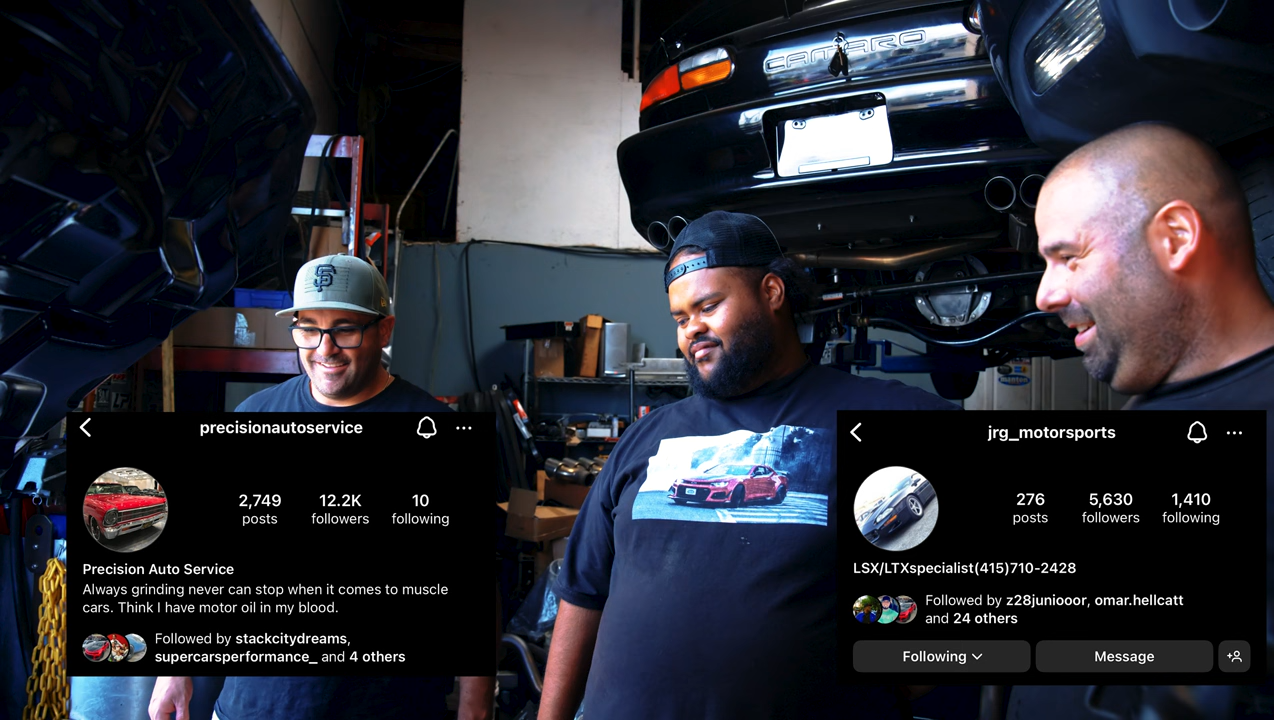 CAMARO
SF
precisionautoservice
2,749 12.2K 10
posts followers following
Precision Auto Service
Always grinding never can stop when it comes to muscle
cars. Think I have motor oil in my blood.
Followed by stackcitydreams,
supercarsperformance_ and 4 others
jrg_motorsports
276 5,630 1,410
posts followers following
LSX/LTXspecialist(415)710-2428
Followed by z28juniooor, omar.hellcatt
and 24 others
Following Message